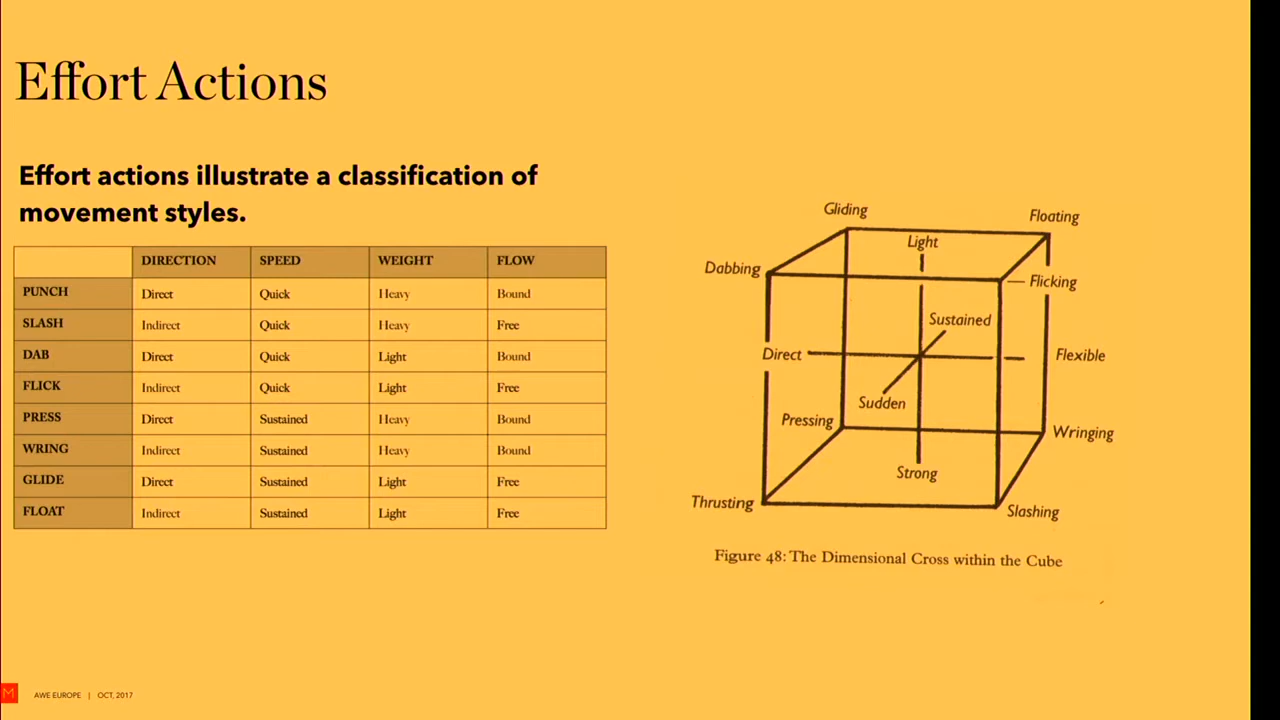 Effort Actions
Effort actions illustrate a classification of
movement styles.
DIRECTION SPEED WEIGHT FLOW
PUNCH Direct Quick Heavy Bound
SLASH Indirect Quick Heavy Free
DAB Direct Quick Light Bound
FLICK Indirect Quick Light Free
PRESS Direct Sustained Heavy Bound
WRING Indirect Sustained Heavy Bound
GLIDE Direct Sustained Light Free
FLOAT Indirect Sustained Light Free
Gliding
Floating
Light
Dabbing
Flicking
Sustained
Direct
Flexible
Sudden
Pressing
Wringing
Strong
Thrusting
Slashing
Figure 48: The Dimensional Cross within the Cube
M AWE EUROPE | OCT, 2017